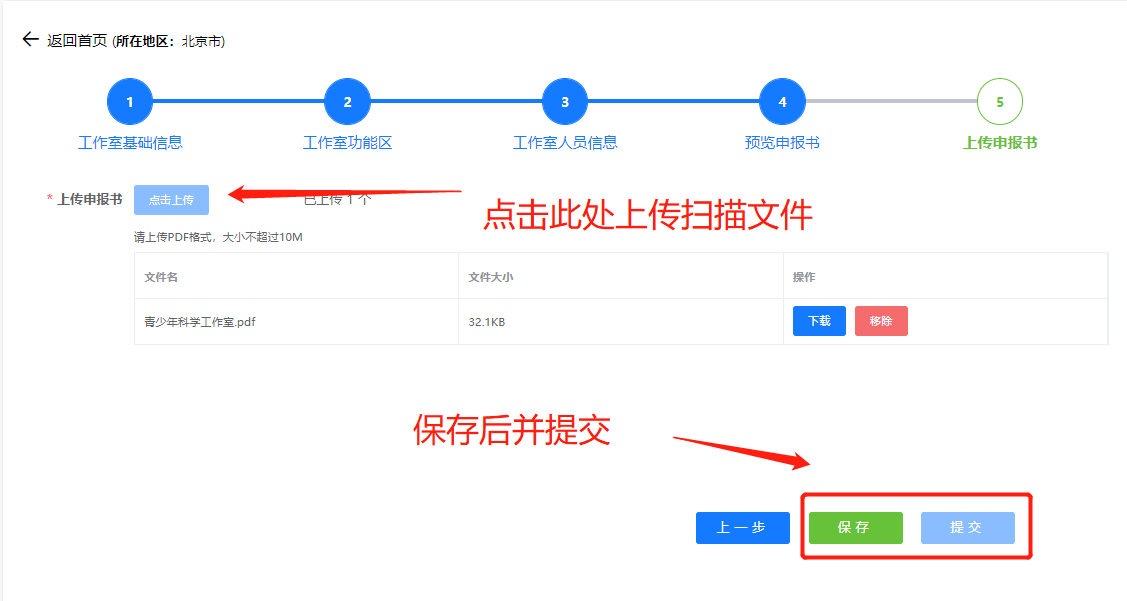 返回首页 (所在地区：北京市)
1 2 3 4 5
工作室基础信息 工作室功能区 工作室人员信息 预览申报书 上传申报书
* 上传申报书 点击上传 已上传 1 个
点击此处上传扫描文件
请上传PDF格式，大小不超过10M
文件名 文件大小 操作
青少年科学工作室.pdf 32.1KB 下载 移除
保存后并提交
上一步 保存 提交